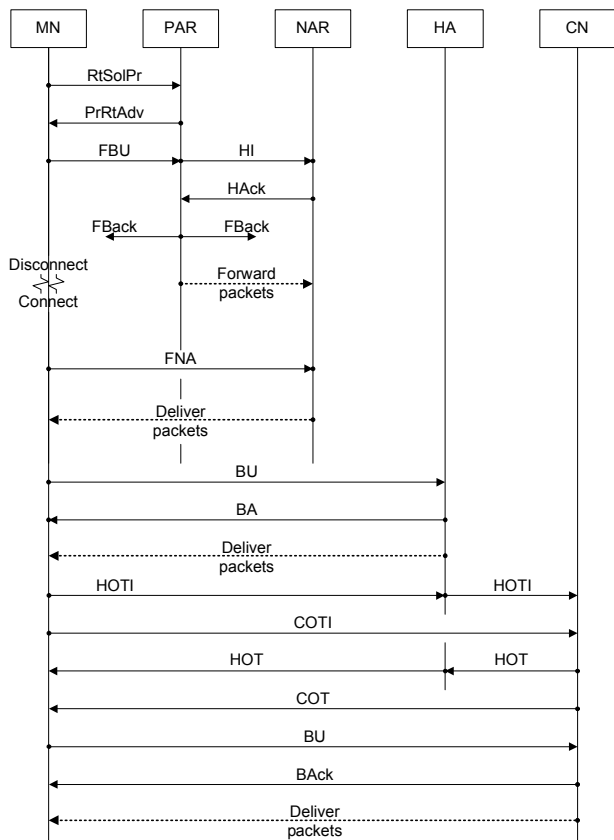 MN PAR NAR HA CN
RtSolPr
PrRtAdv
FBU HI
HAck
FBack FBack
Disconnect
Connect
Forward
packets
FNA
Deliver
packets
BU
BA
Deliver
packets
HOTI HOTI
COTI
HOT HOT
COT
BU
BAck
Deliver
packets